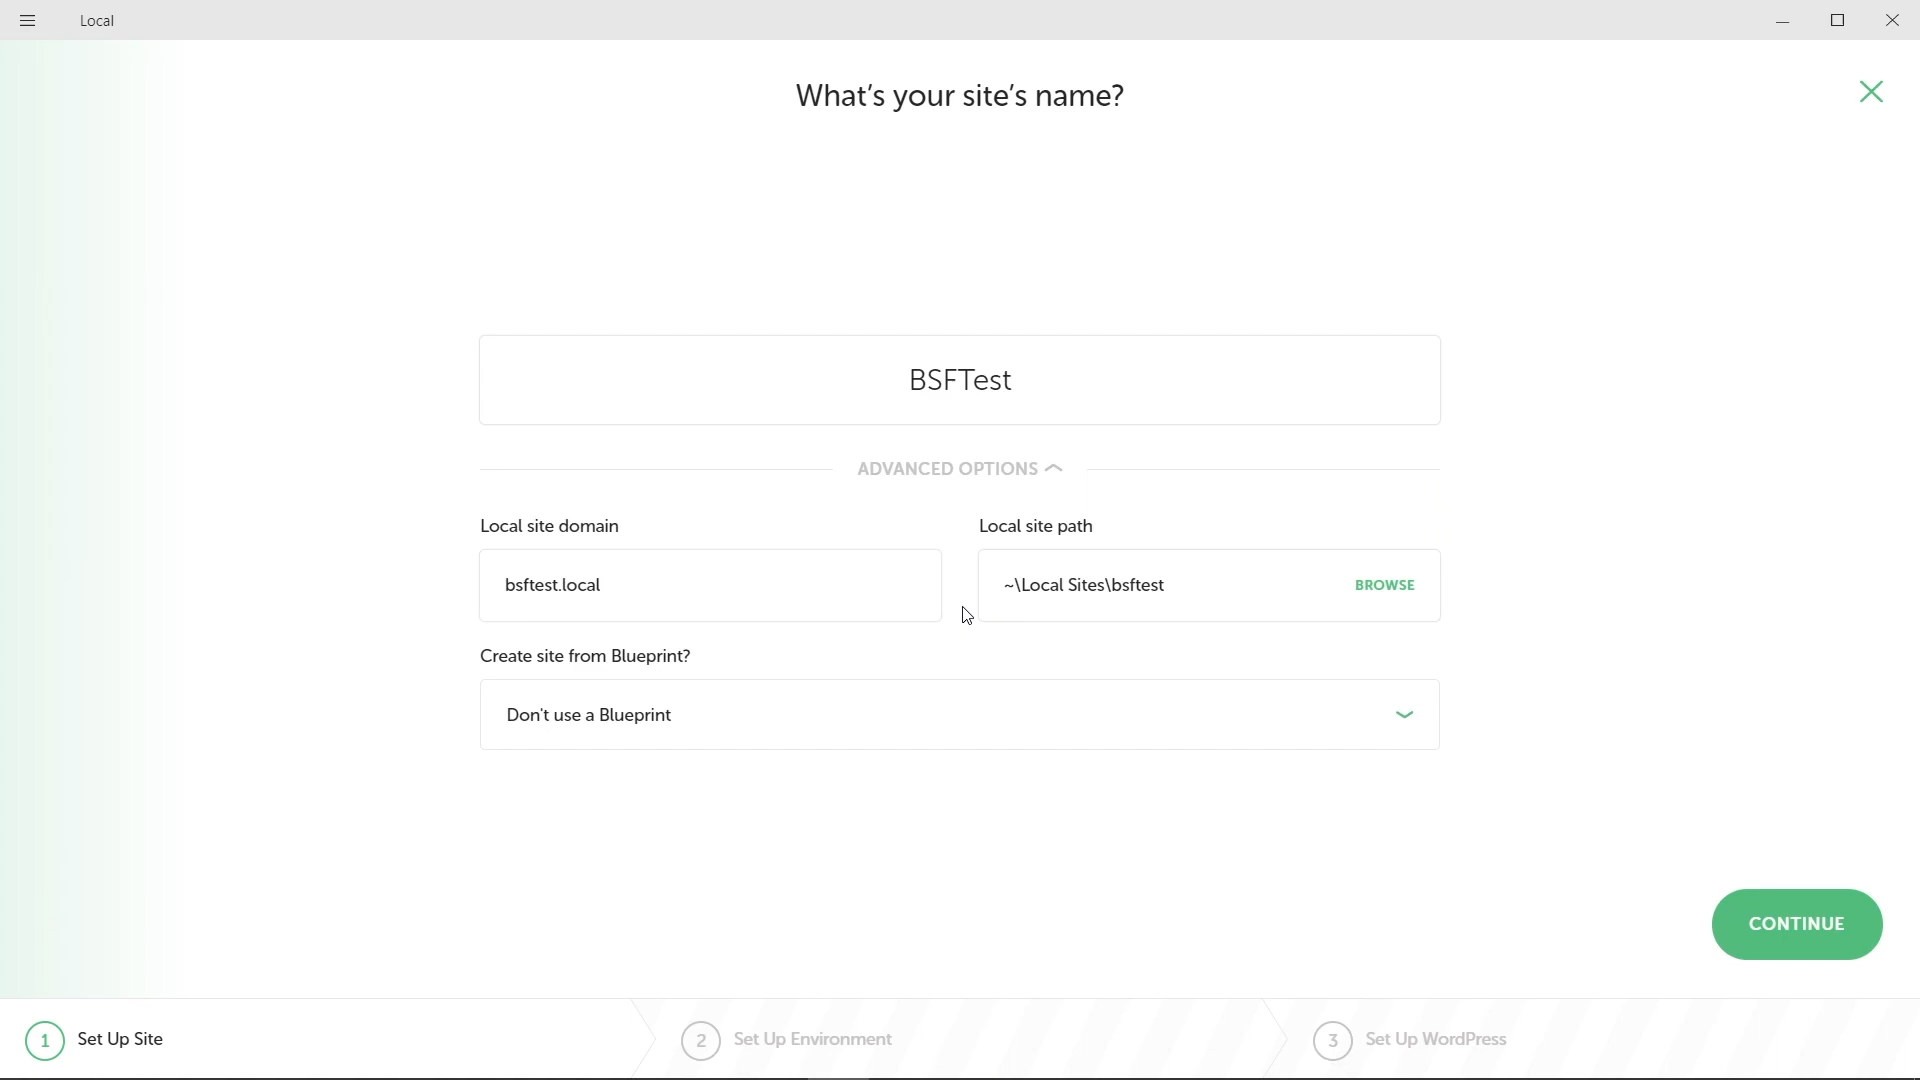 Local
What's your site's name?
BSFTest
ADVANCED OPTIONS
Local site domain
Local site path
bsftest.local
~\Local Sites\bsftest
BROWSE
Create site from Blueprint?
Don't use a Blueprint
CONTINUE
1 Set Up Site
2 Set Up Environment
3 Set Up WordPress